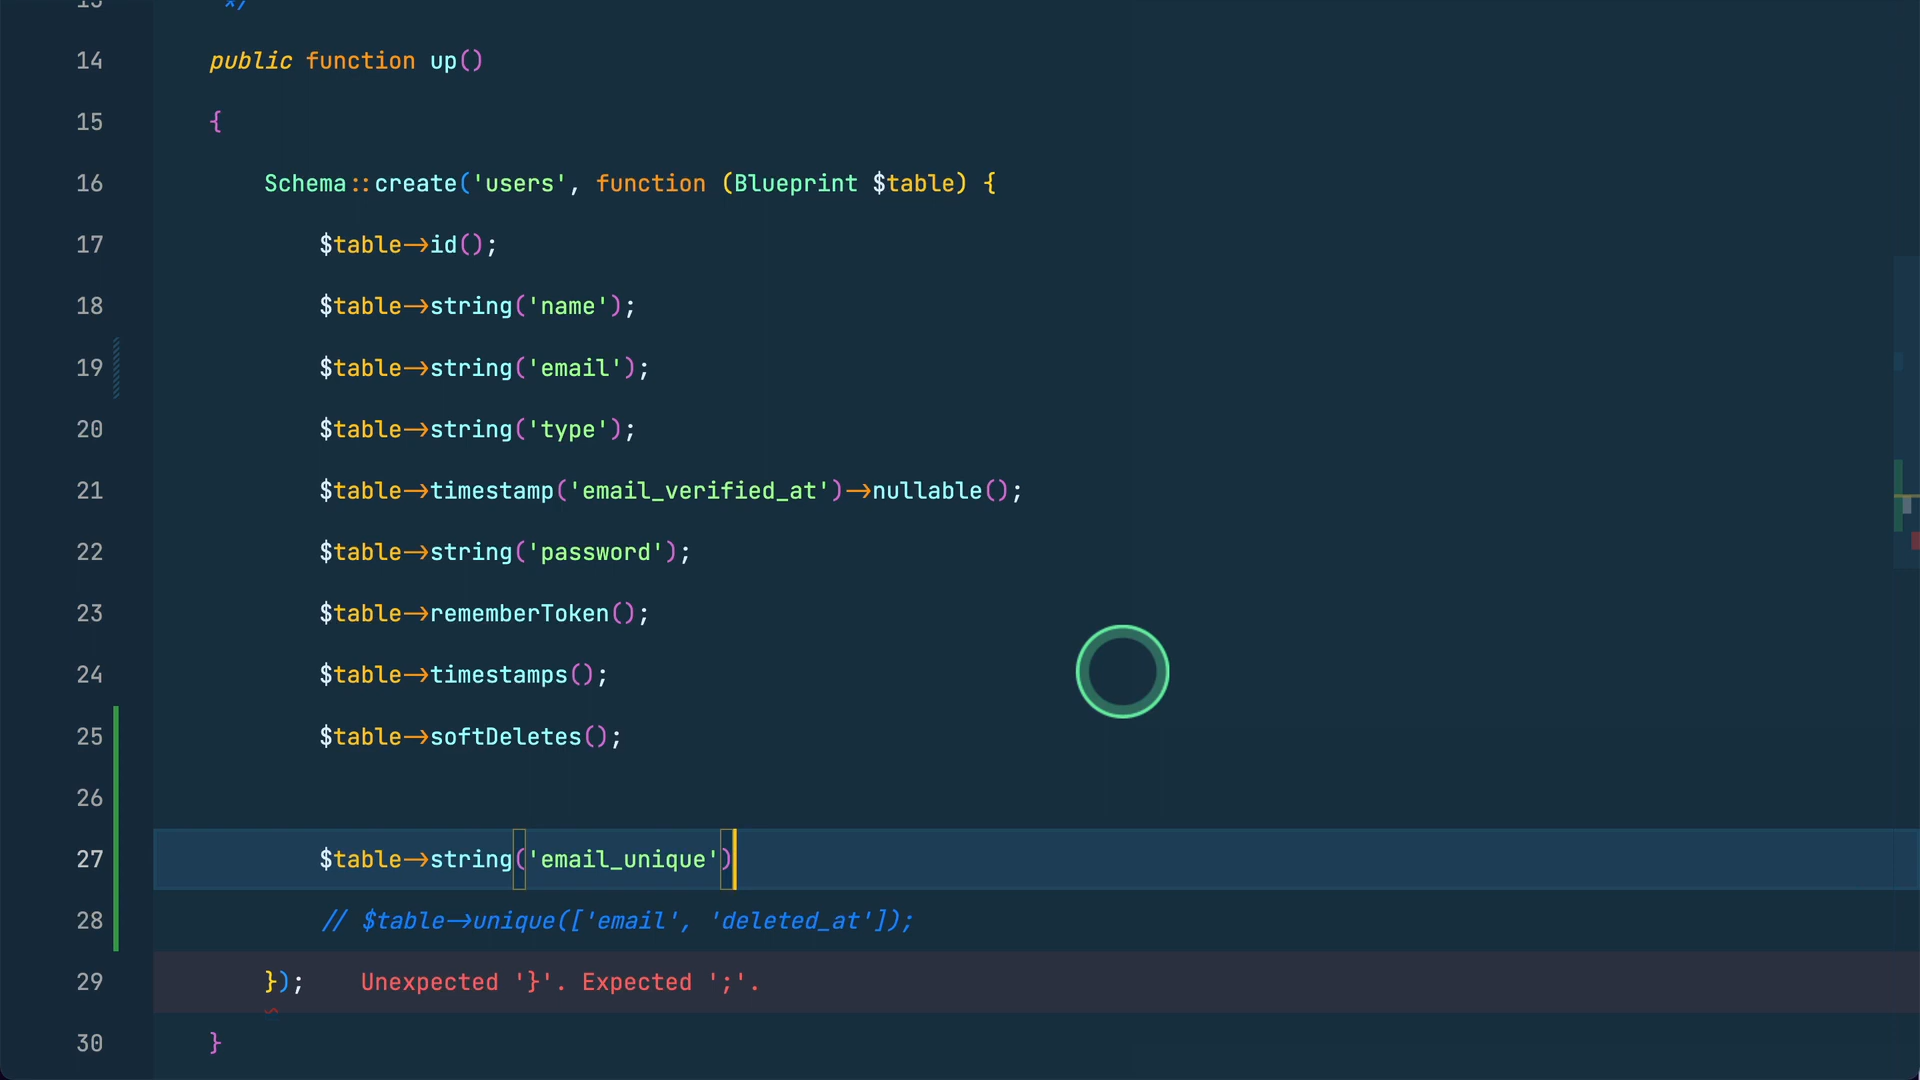 13 */
14 public function up()
15 {
16 Schema::create('users', function (Blueprint $table) {
17 $table->id();
18 $table->string('name');
19 $table->string('email');
20 $table->string('type');
21 $table->timestamp('email_verified_at')->nullable();
22 $table->string('password');
23 $table->rememberToken();
24 $table->timestamps();
25 $table->softDeletes();
26
27 $table->string('email_unique')
28 // $table->unique(['email', 'deleted_at']);
29 }); Unexpected '}'. Expected ';'.
30 }